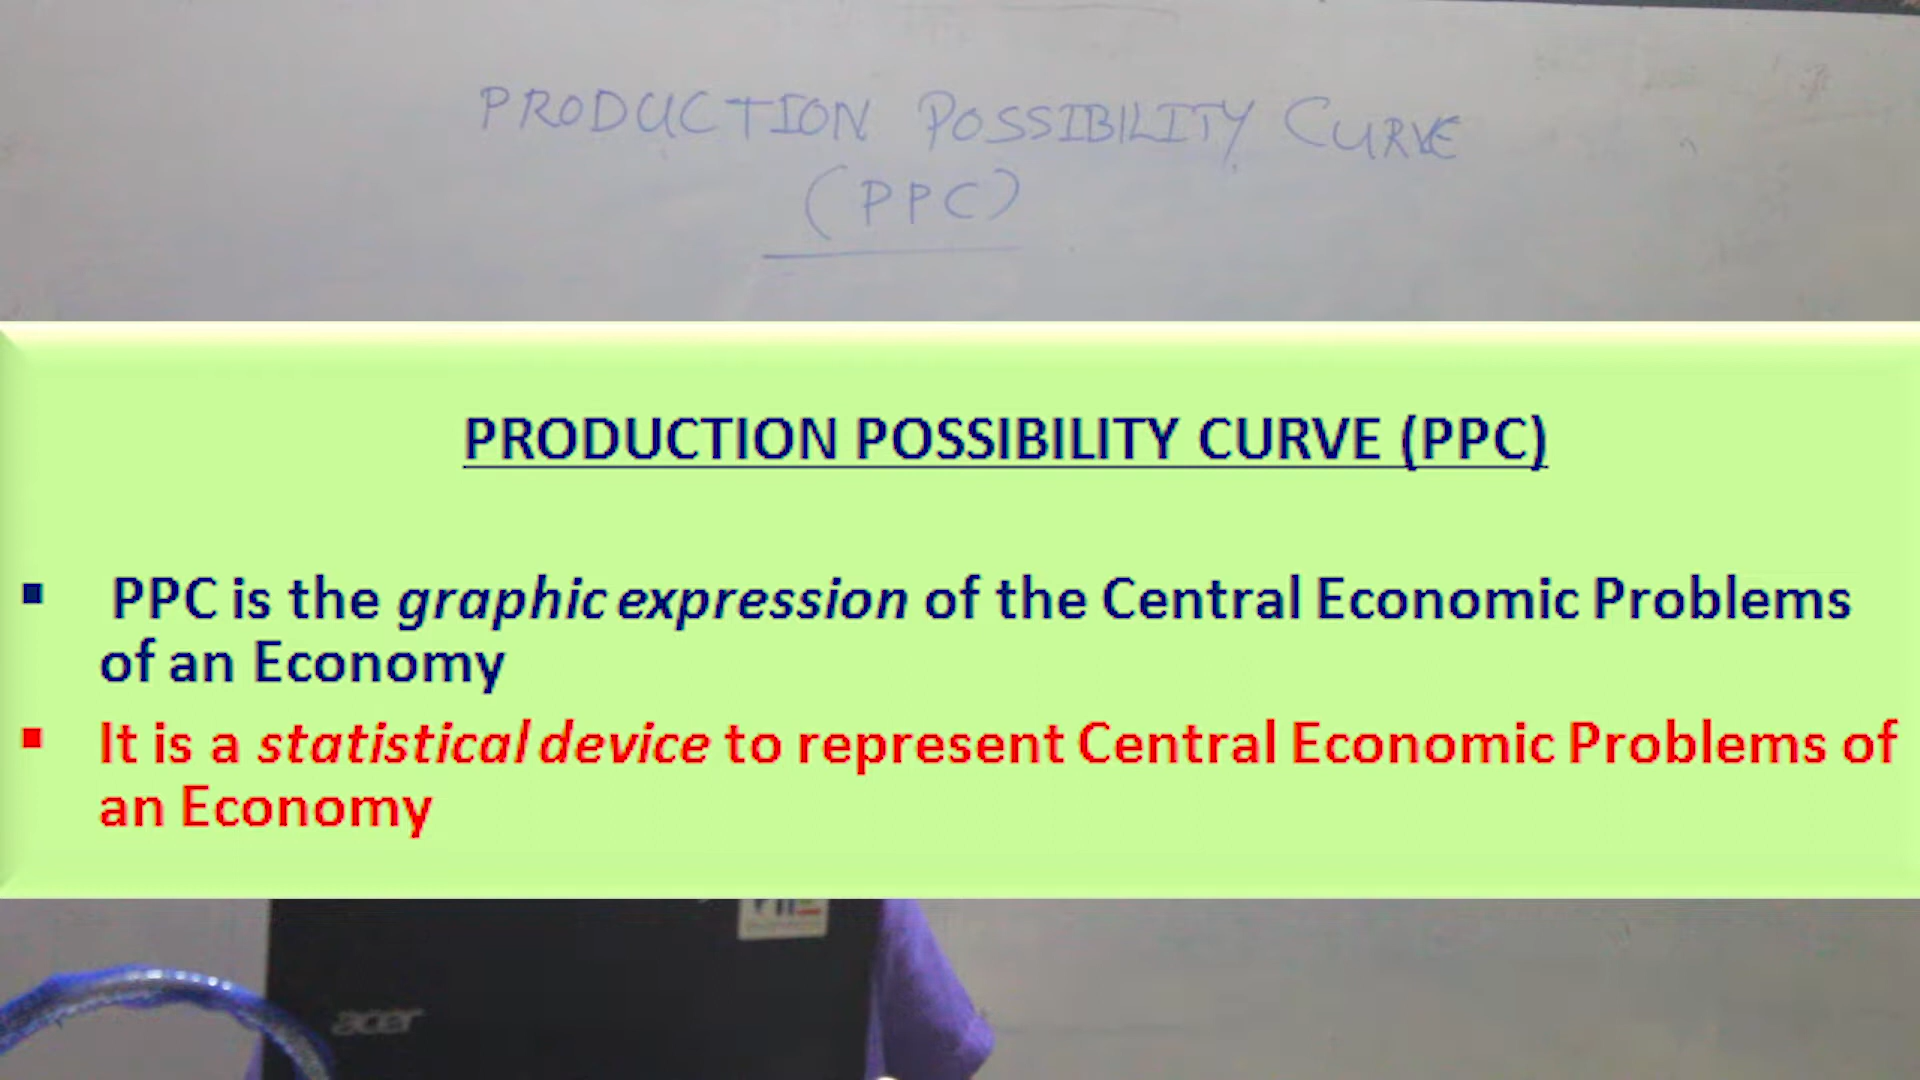 PRODUCTION POSSIBILITY CURVE
(PPC)
PRODUCTION POSSIBILITY CURVE (PPC)
▪ PPC is the graphic expression of the Central Economic Problems
of an Economy
▪ It is a statistical device to represent Central Economic Problems of
an Economy
acer